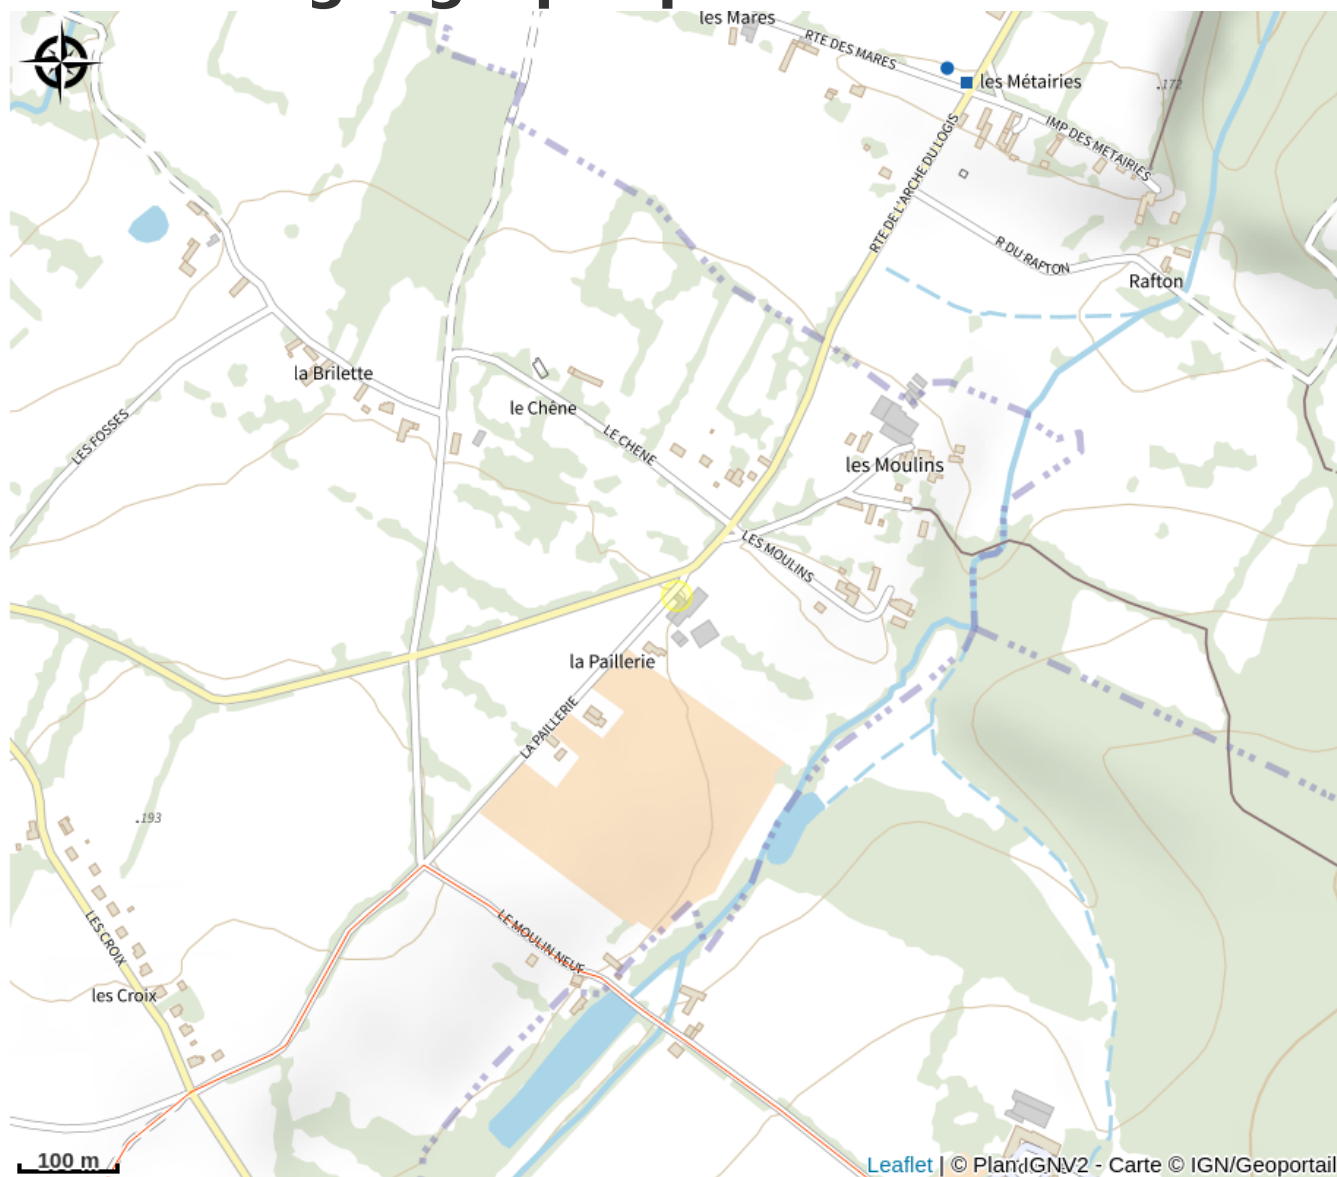 les Mares
RTE DES MARES
les Métairies
172
IMP DES METAIRIES
RTE DE L'ARCHE DU LOGIS
R DU RAFTON
Rafton
la Brilette
le Chêne
LES FOSSES
LE CHENE
les Moulins
LES MOULINS
la Paillerie
LA PAILLERIE
193
LE MOULIN NEUF
LES CROIX
les Croix
100 m
Leaflet | © PlanIGNV2 - Carte © IGN/Geoportail